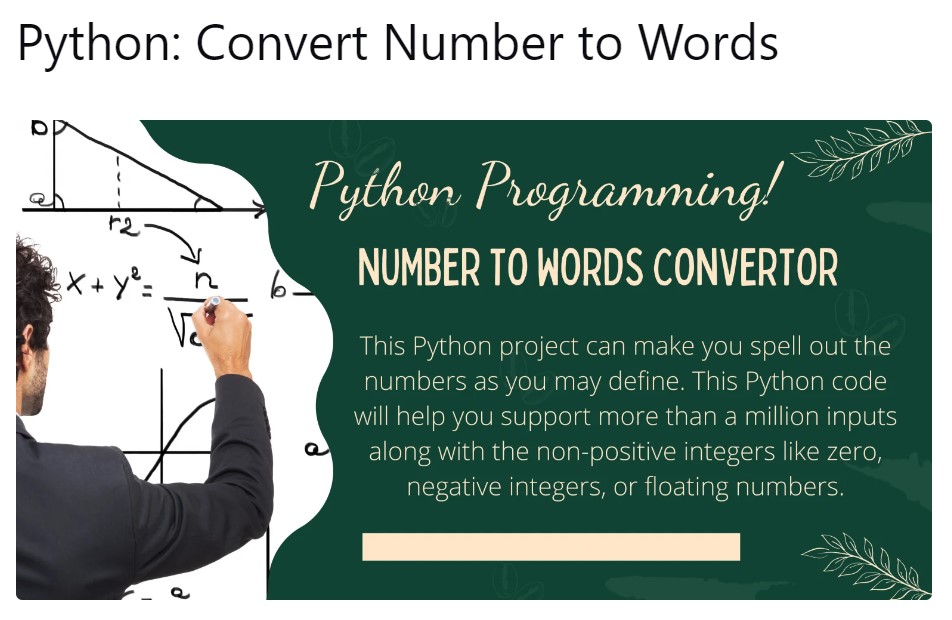 Python: Convert Number to Words
Python Programming!
NUMBER TO WORDS CONVERTOR
This Python project can make you spell out the
numbers as you may define. This Python code
will help you support more than a million inputs
along with the non-positive integers like zero,
negative integers, or floating numbers.
b
a
r2
x + y² = n
b
√
a
a